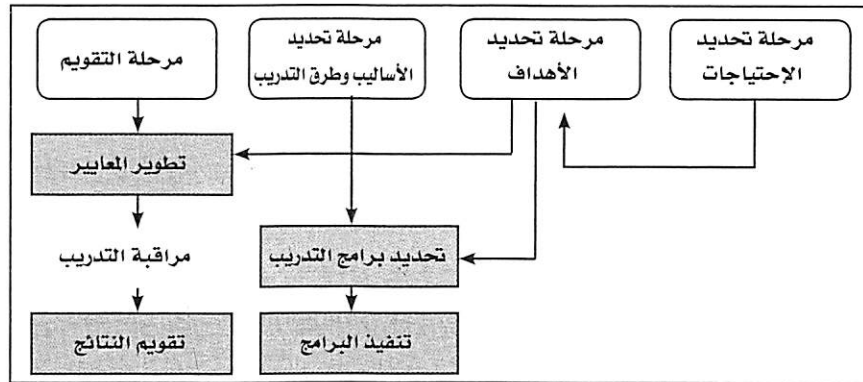 مرحلة تحديد
الإحتياجات
مرحلة تحديد
الأهداف
مرحلة تحديد
الأساليب وطرق التدريب
مرحلة التقويم
تطوير المعايير
تحديد برامج التدريب
مراقبة التدريب
تنفيذ البرامج
تقويم النتائج